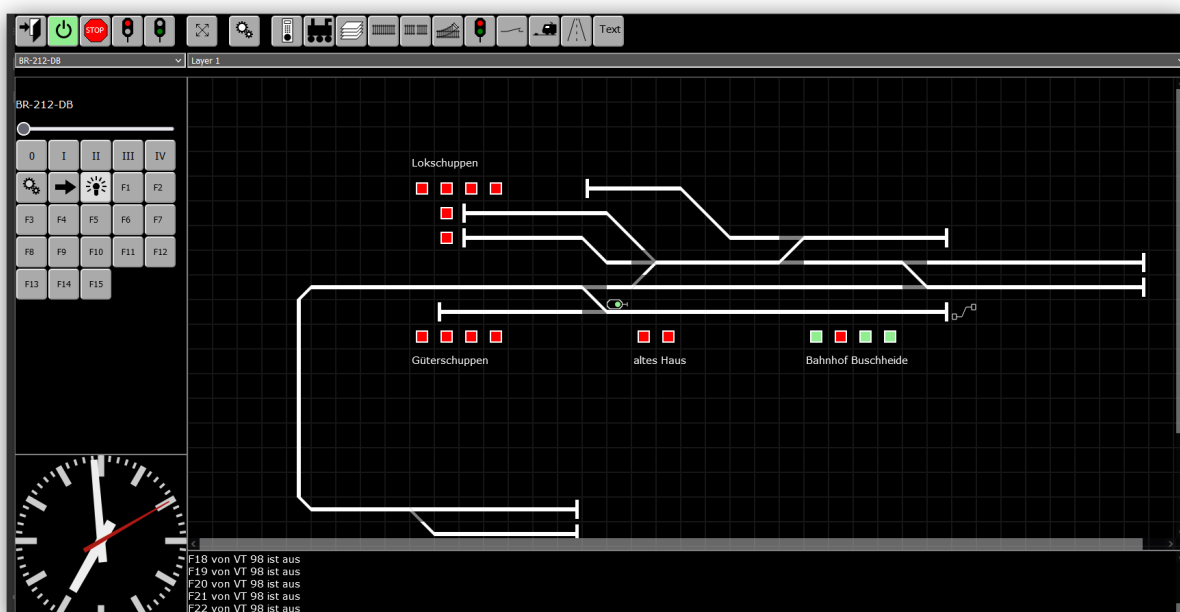 STOP
Text
BR-212-DB
Layer 1
BR-212-DB
0 I II III IV
F1 F2
F3 F4 F5 F6 F7
F8 F9 F10 F11 F12
F13 F14 F15
Lokschuppen
Güterschuppen
altes Haus
Bahnhof Buschheide
F18 von VT 98 ist aus
F19 von VT 98 ist aus
F20 von VT 98 ist aus
F21 von VT 98 ist aus
F22 von VT 98 ist aus